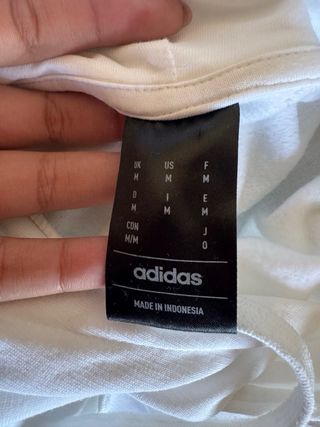 UK US F
M M M
D I E
M M M
CON J
M/M O
adidas
MADE IN INDONESIA